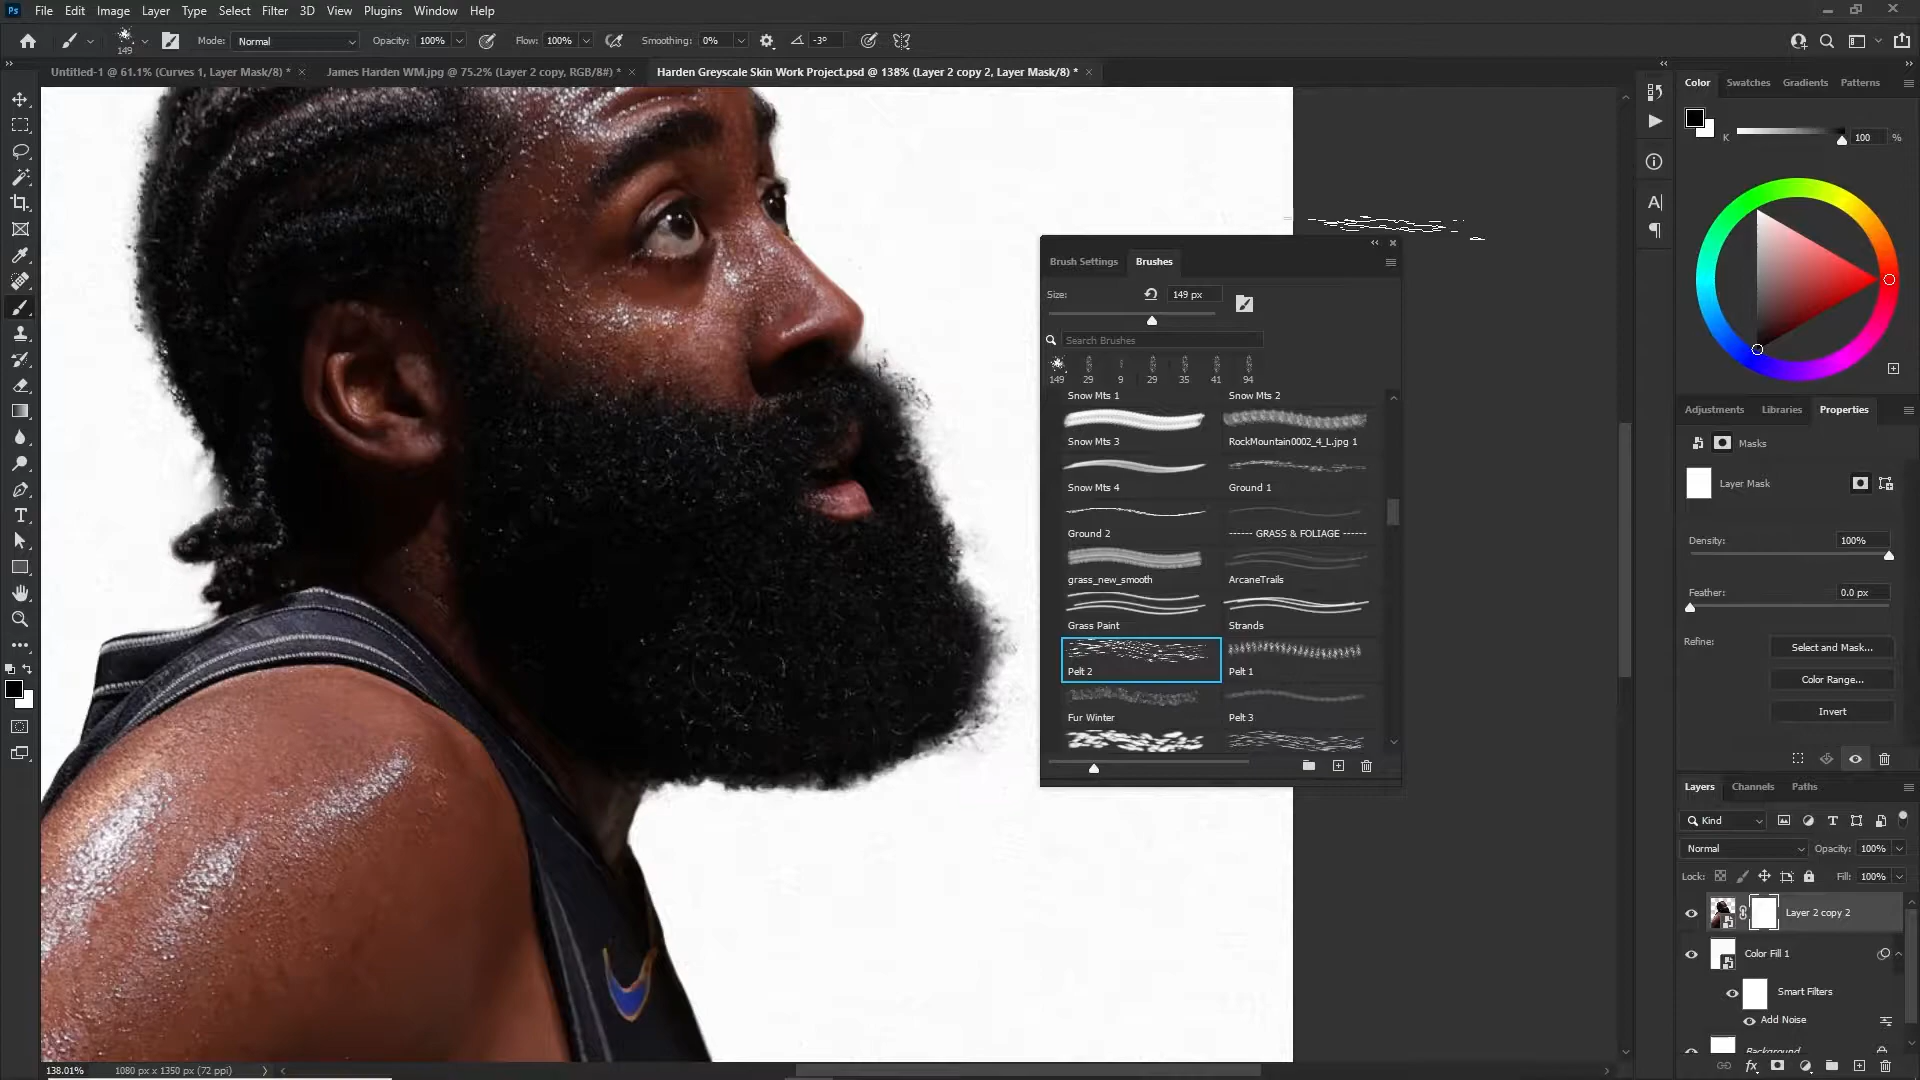 Ps File Edit Image Layer Type Select Filter 3D View Plugins Window Help
149 Mode: Normal Opacity: 100% Flow: 100% Smoothing: 0% -3°
Untitled-1 @ 61.1% (Curves 1, Layer Mask/8) * James Harden WM.jpg @ 75.2% (Layer 2 copy, RGB/8#) * Harden Greyscale Skin Work Project.psd @ 138% (Layer 2 copy 2, Layer Mask/8) *
Color Swatches Gradients Patterns
K 100 %
Brush Settings Brushes
Size: 149 px
Search Brushes
149 29 9 29 35 41 94
Snow Mts 1 Snow Mts 2
Snow Mts 3 RockMountain0002_4_L.jpg 1
Snow Mts 4 Ground 1
Ground 2 ------ GRASS & FOLIAGE ------
grass_new_smooth ArcaneTrails
Grass Paint Strands
Pelt 2 Pelt 1
Fur Winter Pelt 3
Adjustments Libraries Properties
Masks
Layer Mask
Density: 100%
Feather: 0.0 px
Refine: Select and Mask...
Color Range...
Invert
Layers Channels Paths
Kind
Normal Opacity: 100%
Lock: Fill: 100%
Layer 2 copy 2
Color Fill 1
Smart Filters
Add Noise
Background
138.01% 1080 px x 1350 px (72 ppi)